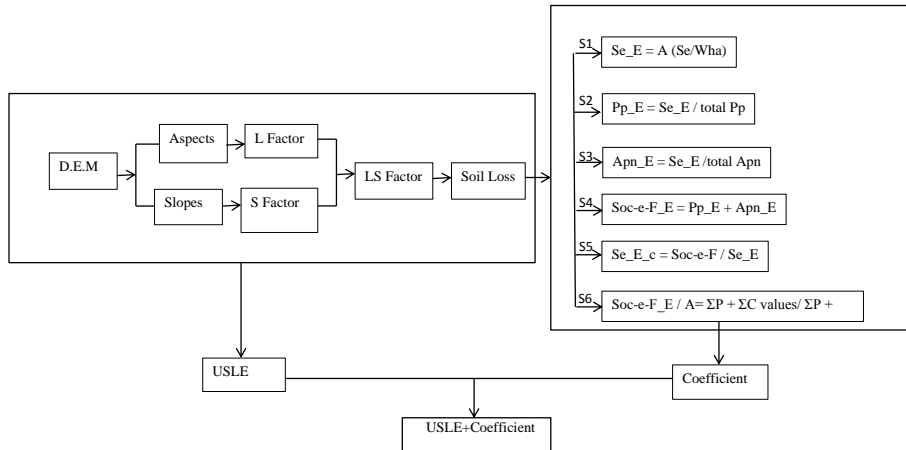 D.E.M
Aspects
L Factor
Slopes
S Factor
LS Factor
Soil Loss
S1
Se_E = A (Se/Wha)
S2
Pp_E = Se_E / total Pp
S3
Apn_E = Se_E /total Apn
S4
Soc-e-F_E = Pp_E + Apn_E
S5
Se_E_c = Soc-e-F / Se_E
S6
Soc-e-F_E / A= ΣP + ΣC values/ ΣP +
USLE
Coefficient
USLE+Coefficient